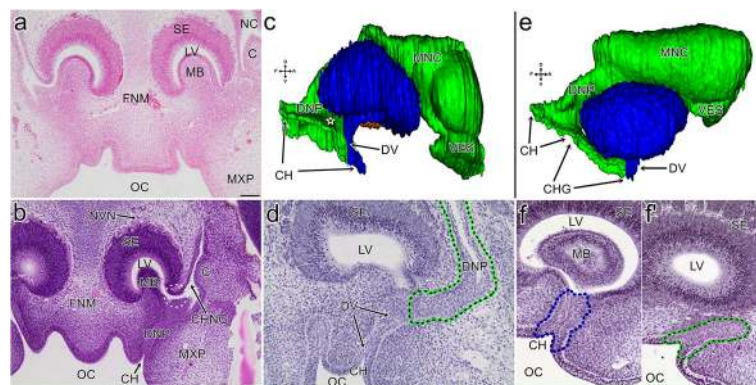 a
SE
LV
MB
FNM
NC
C
OC
MXP
b
NVN
SE
LV
MB
C
FNM
CHNC
DNP
MXP
OC
CH
c
MNC
DNP
VES
DV
CH
d
SE
LV
DNP
DV
CH
OC
e
MNC
DNP
VES
CH
DV
CHG
f
SE
LV
MB
CH
OC
f'
SE
LV